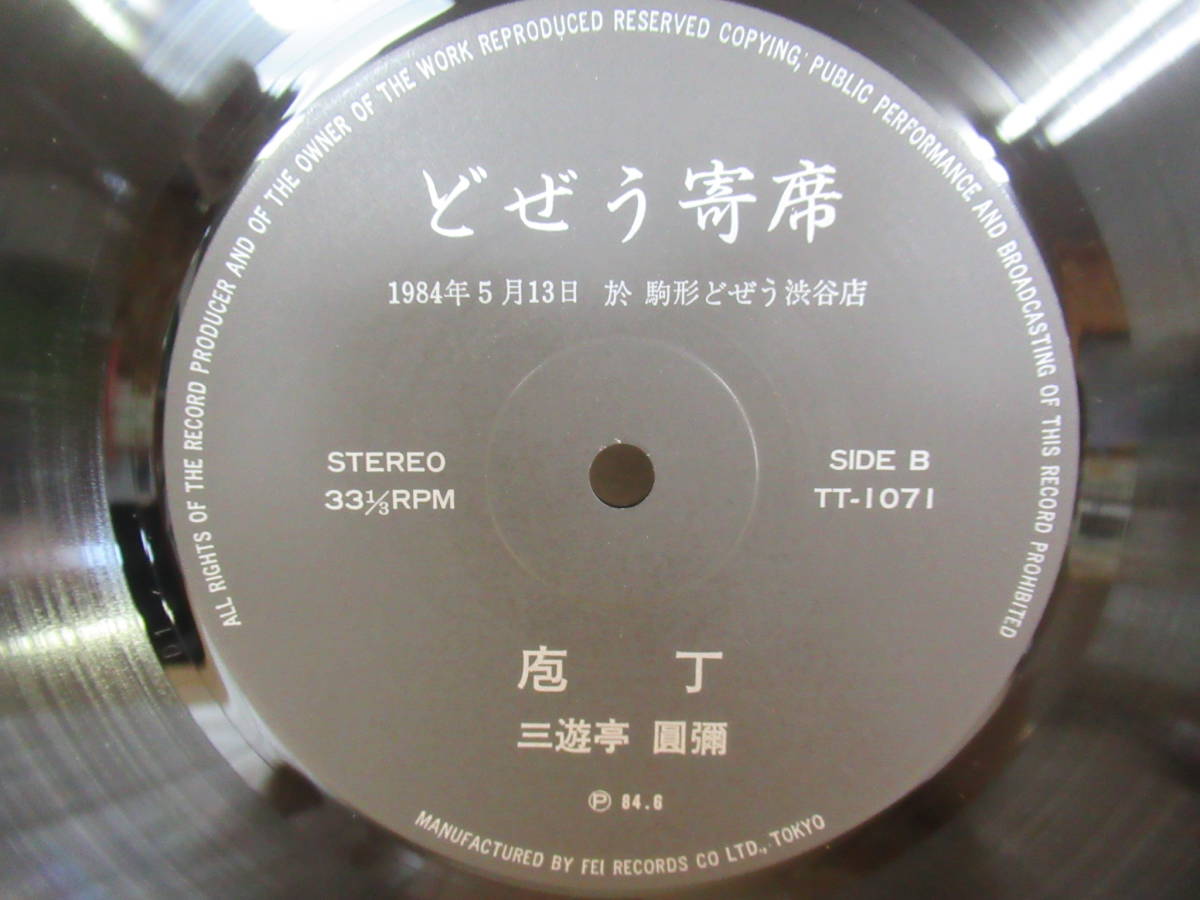 ALL RIGHTS OF THE RECORD PRODUCER AND OF THE OWNER OF THE WORK REPRODUCED RESERVED COPYING, PUBLIC PERFORMANCE AND BROADCASTING OF THIS RECORD PROHIBITED
どぜう寄席
1984年5月13日 於 駒形どぜう渋谷店
STEREO
33⅓RPM
SIDE B
TT-1071
庖 丁
三遊亭 圓彌
Ⓟ 84.6
MANUFACTURED BY FEI RECORDS CO LTD., TOKYO